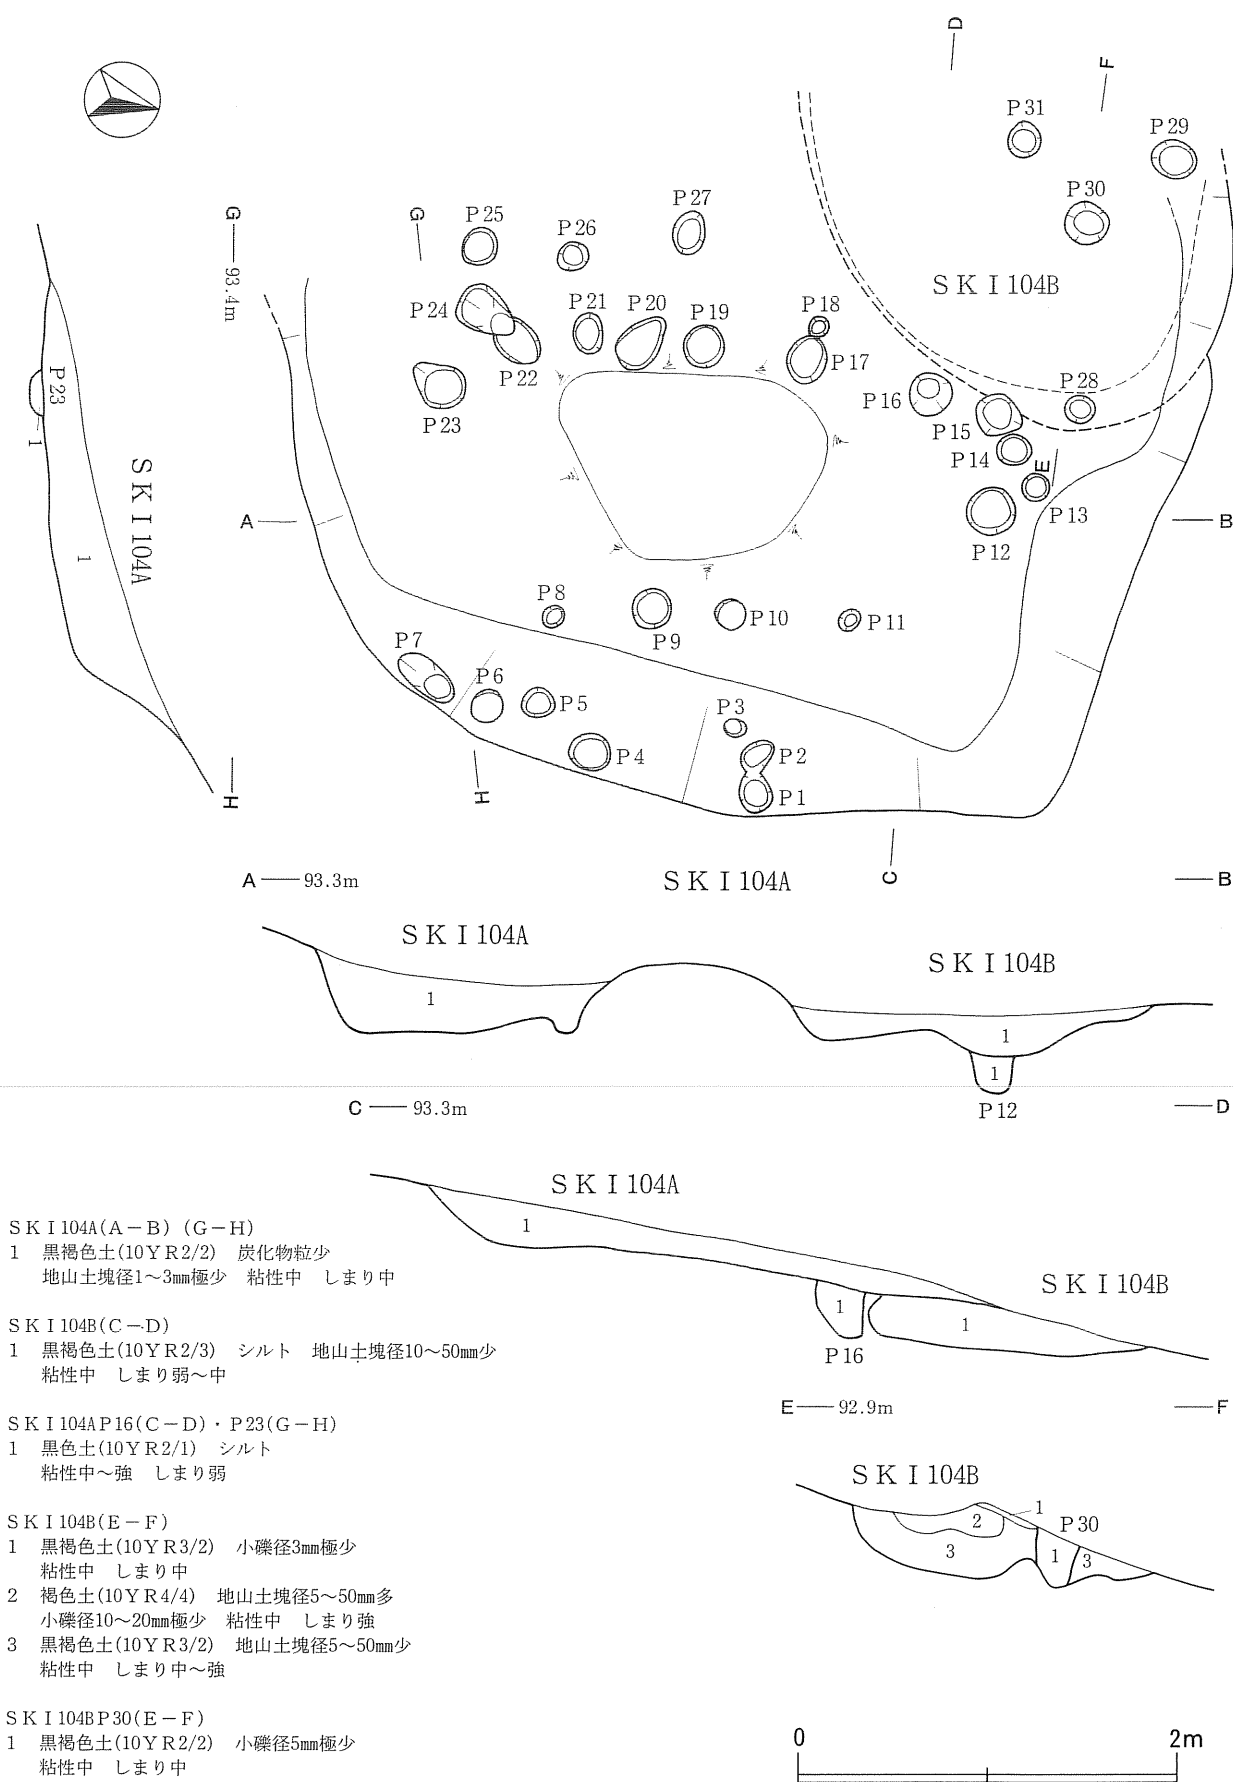 D
F
P31
P29
P30
G
G
P25
P26
P27
93.4m
SKI104B
P24
P21
P20
P19
P18
P22
P17
P23
P16
P28
P15
P14
E
P13
P12
P23
1
SKI104A
1
A
B
P8
P9
P10
P11
P7
P6
P5
P3
P4
P2
P1
H
H
C
A 93.3m
SKI104A
B
SKI104A
SKI104B
1
1
1
P12
C 93.3m
D
SKI104A
1
SKI104B
1
1
P16
E 92.9m
F
SKI104B
1
2
P30
3
1
3
SKI104A(A-B)(G-H)
1 黒褐色土(10YR2/2) 炭化物粒少
地山土塊径1~3㎜極少 粘性中 しまり中
SKI104B(C-D)
1 黒褐色土(10YR2/3) シルト 地山土塊径10~50㎜少
粘性中 しまり弱~中
SKI104AP16(C-D)・P23(G-H)
1 黒色土(10YR2/1) シルト
粘性中~強 しまり弱
SKI104B(E-F)
1 黒褐色土(10YR3/2) 小礫径3㎜極少
粘性中 しまり中
2 褐色土(10YR4/4) 地山土塊径5~50㎜多
小礫径10~20㎜極少 粘性中 しまり強
3 黒褐色土(10YR3/2) 地山土塊径5~50㎜少
粘性中 しまり中~強
SKI104BP30(E-F)
1 黒褐色土(10YR2/2) 小礫径5㎜極少
粘性中 しまり中
0 2m